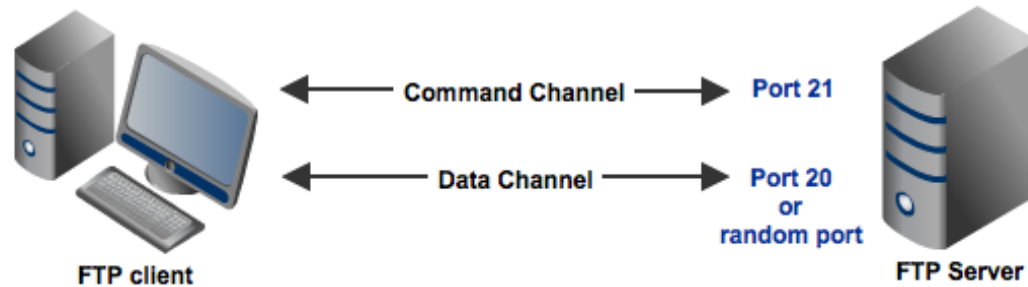 Command Channel
Port 21
Data Channel
Port 20
or
random port
FTP client
FTP Server